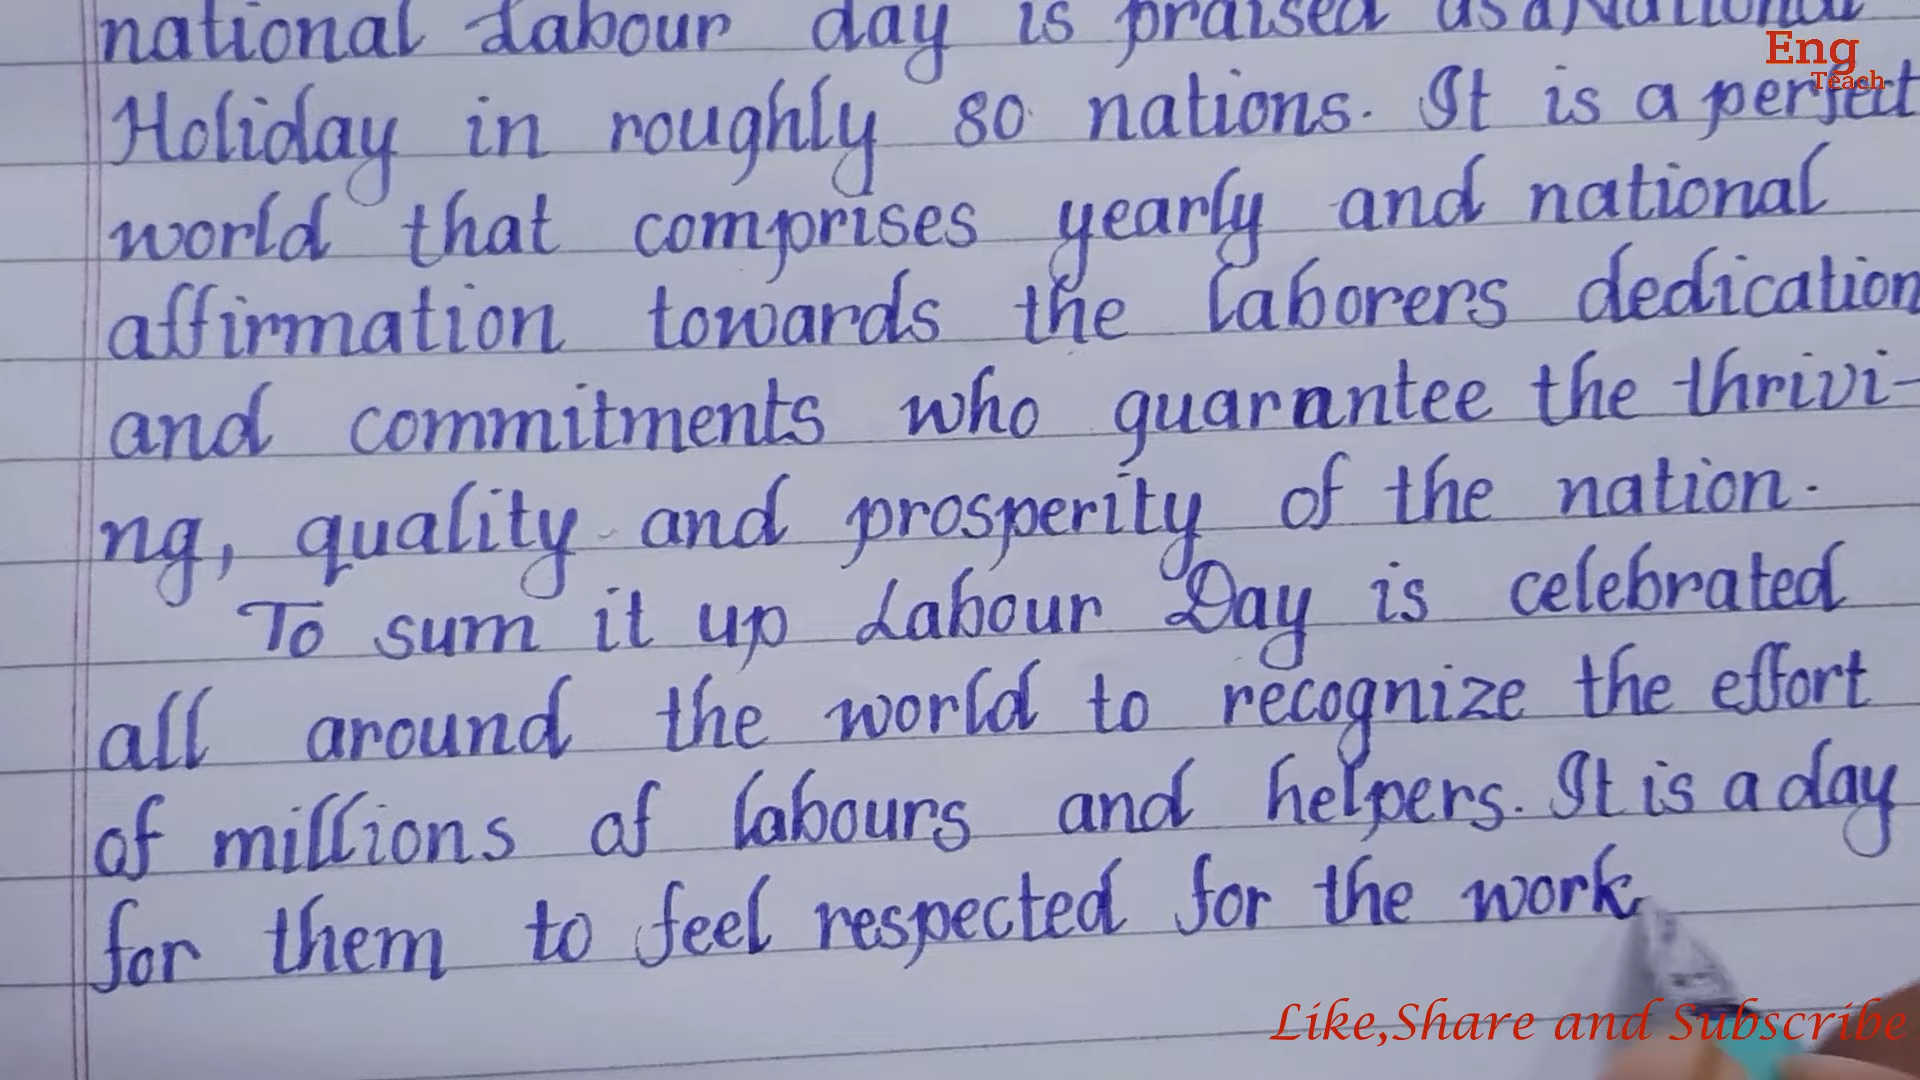 national Labour day is praised as a National
Eng
Teach
Holiday in roughly 80 nations. It is a perfect
world that comprises yearly and national
affirmation towards the laborers dedication
and commitments who guarantee the thrivi-
ng, quality and prosperity of the nation.
To sum it up Labour Day is celebrated
all around the world to recognize the effort
of millions of labours and helpers. It is a day
for them to feel respected for the work
Like,Share and Subscribe